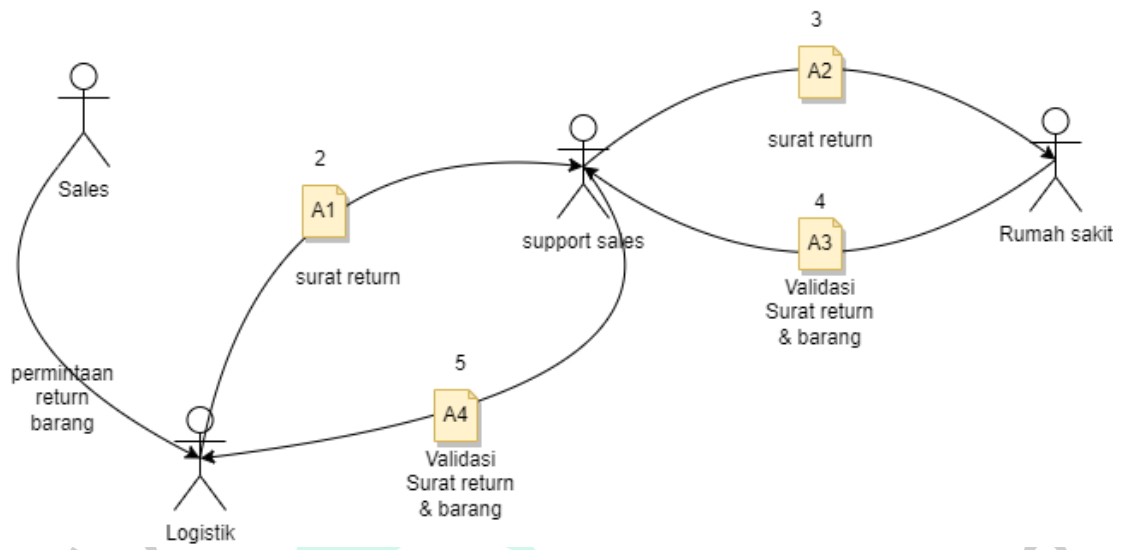 Sales
permintaan
return
barang
Logistik
2
A1
surat return
support sales
3
A2
surat return
Rumah sakit
4
A3
Validasi
Surat return
& barang
5
A4
Validasi
Surat return
& barang